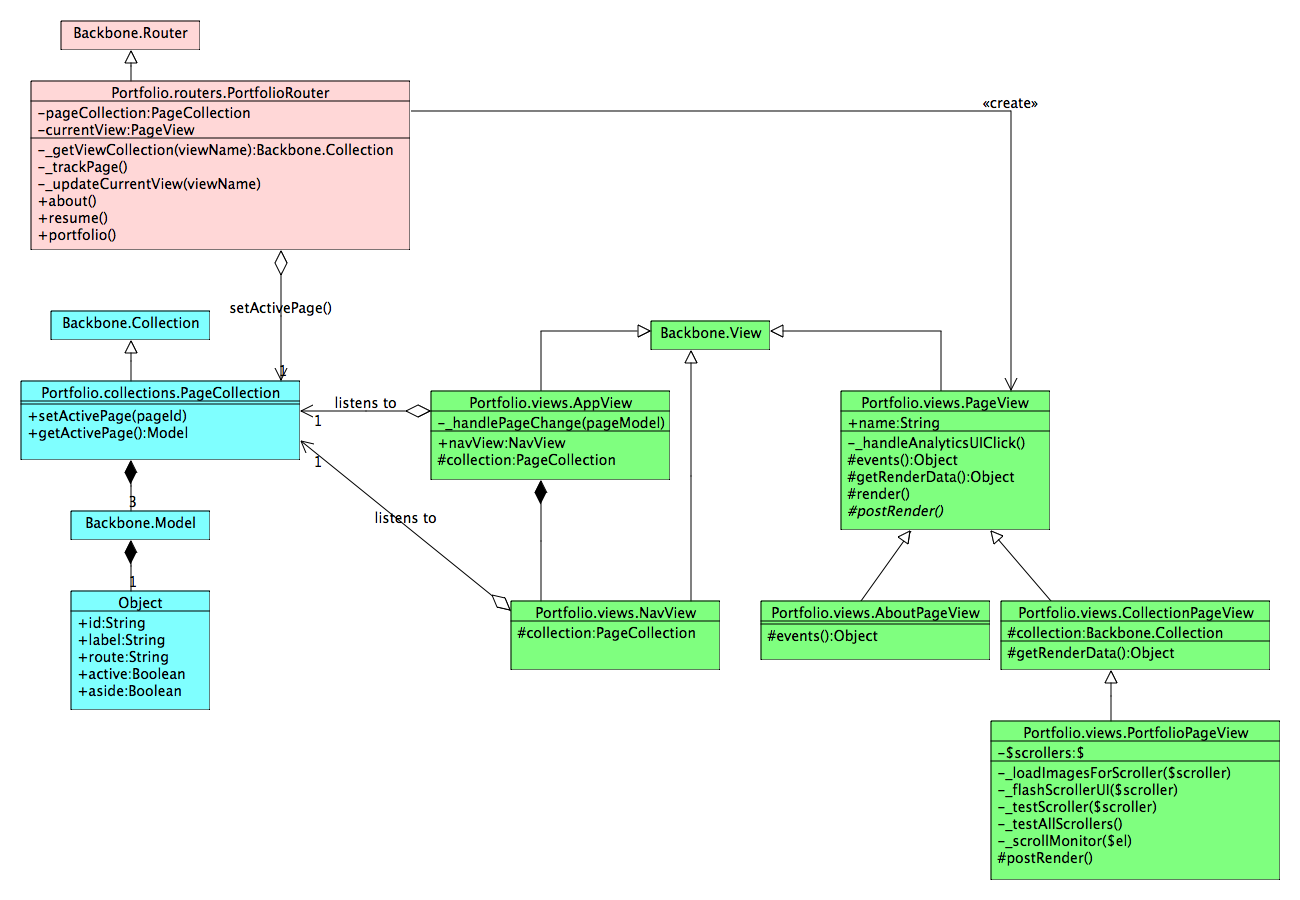 Backbone.Router
Portfolio.routers.PortfolioRouter
-pageCollection:PageCollection
-currentView:PageView
-_getViewCollection(viewName):Backbone.Collection
-_trackPage()
-_updateCurrentView(viewName)
+about()
+resume()
+portfolio()
«create»
setActivePage()
1
Backbone.Collection
Portfolio.collections.PageCollection
+setActivePage(pageId)
+getActivePage():Model
3
Backbone.Model
1
Object
+id:String
+label:String
+route:String
+active:Boolean
+aside:Boolean
listens to
1
1
listens to
Backbone.View
Portfolio.views.AppView
-_handlePageChange(pageModel)
+navView:NavView
#collection:PageCollection
Portfolio.views.NavView
#collection:PageCollection
Portfolio.views.PageView
+name:String
-_handleAnalyticsUIClick()
#events():Object
#getRenderData():Object
#render()
#postRender()
Portfolio.views.AboutPageView
#events():Object
Portfolio.views.CollectionPageView
#collection:Backbone.Collection
#getRenderData():Object
Portfolio.views.PortfolioPageView
-$scrollers:$
-_loadImagesForScroller($scroller)
-_flashScrollerUI($scroller)
-_testScroller($scroller)
-_testAllScrollers()
-_scrollMonitor($el)
#postRender()